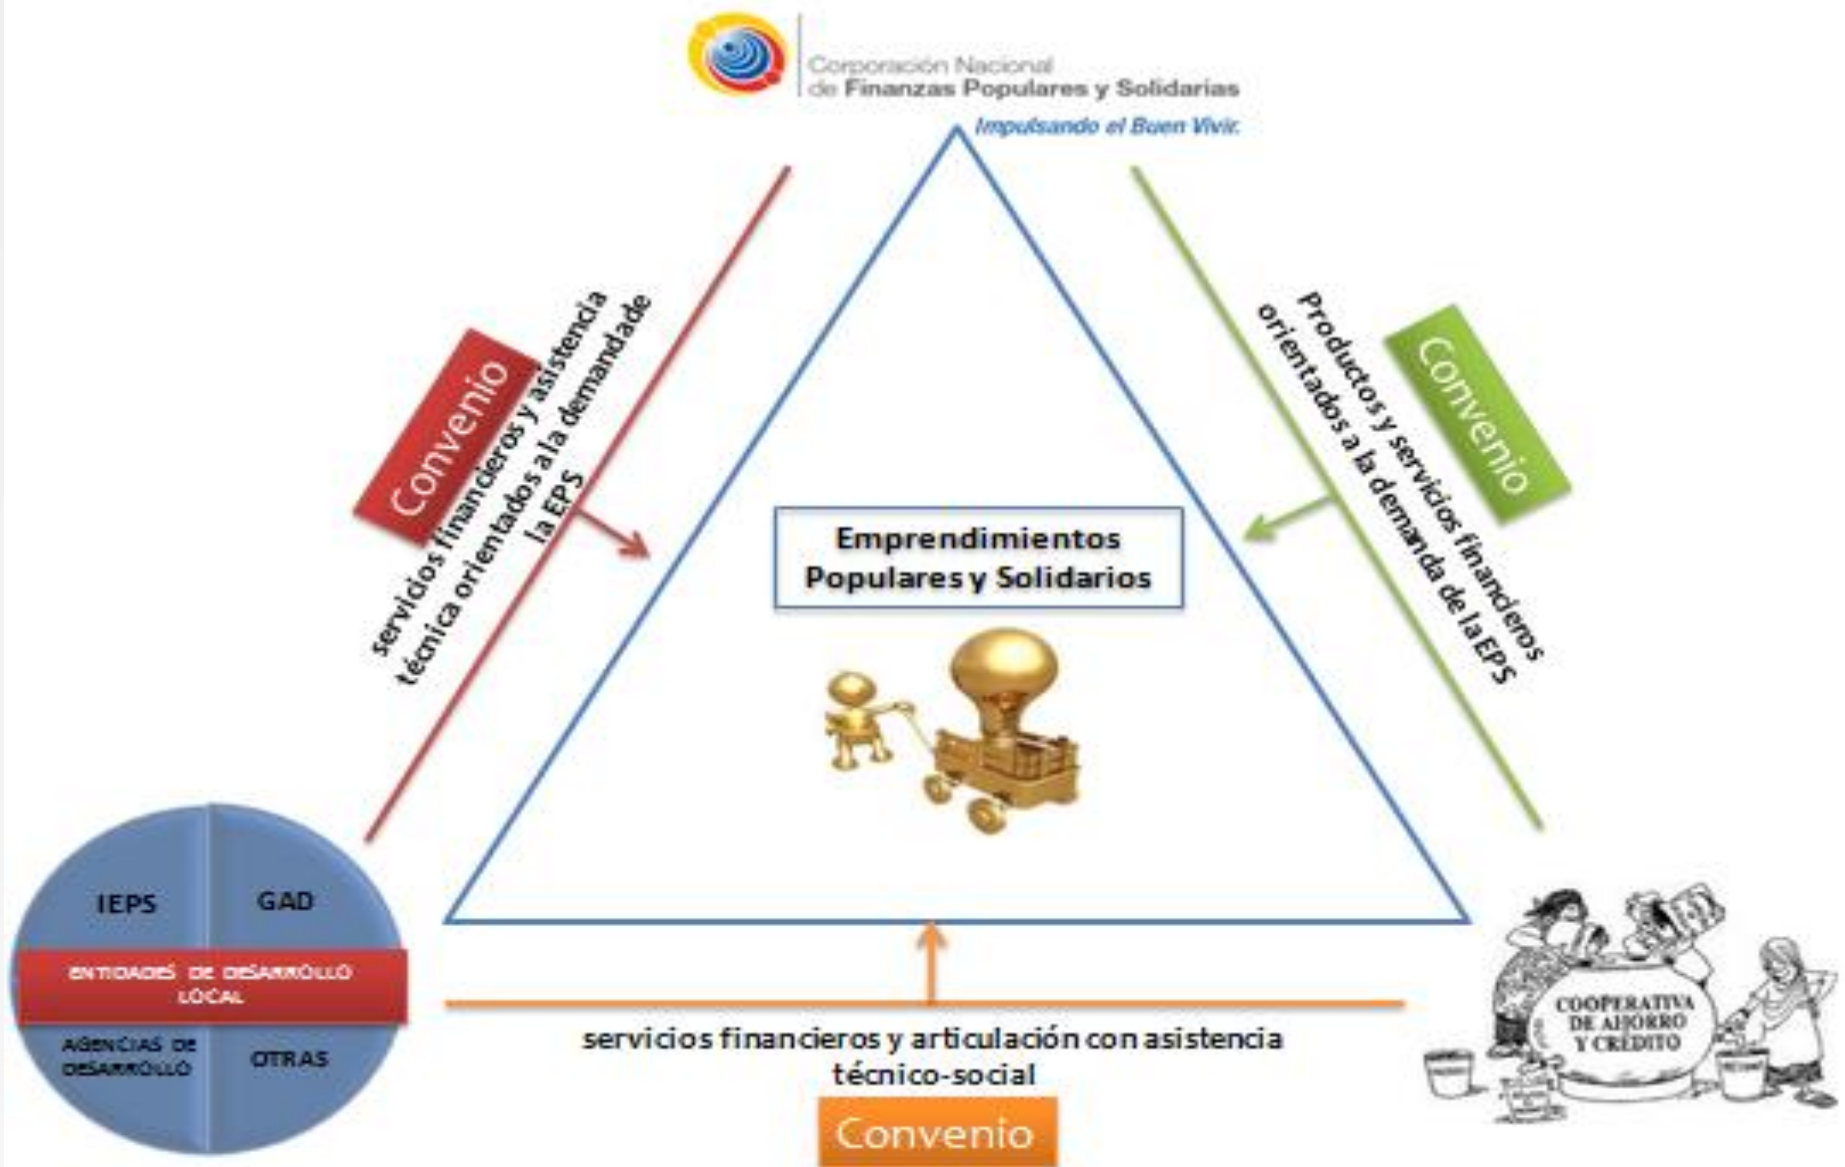 Corporación Nacional
de Finanzas Populares y Solidarias
Impulsando el Buen Vivir.
Convenio
servicios financieros y asistencia
técnica orientados a la demandade
la EPS
Convenio
Productos y servicios financieros
orientados a la demanda de la EPS
Emprendimientos
Populares y Solidarios
IEPS
GAD
ENTIDADES DE DESARROLLO
LOCAL
AGENCIAS DE
DESARROLLO
OTRAS
COOPERATIVA
DE AHORRO
Y CRÉDITO
servicios financieros y articulación con asistencia
técnico-social
Convenio